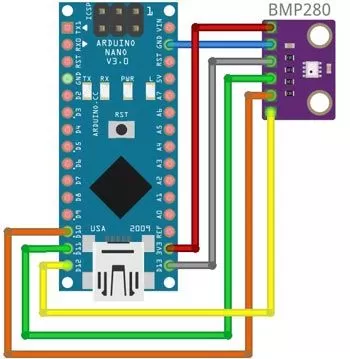 BMP280
ICSP
1
TX1
RX0
RST
GND
D2
D3
D4
D5
D6
D7
D8
D9
D10
D11
D12
ARDUINO
NANO
V3.0
TX RX PWR L
ARDUINO.CC
RST
USA 2009
VIN
GND
RST
5V
A7
A6
A5
A4
A3
A2
A1
A0
REF
3V3
D13